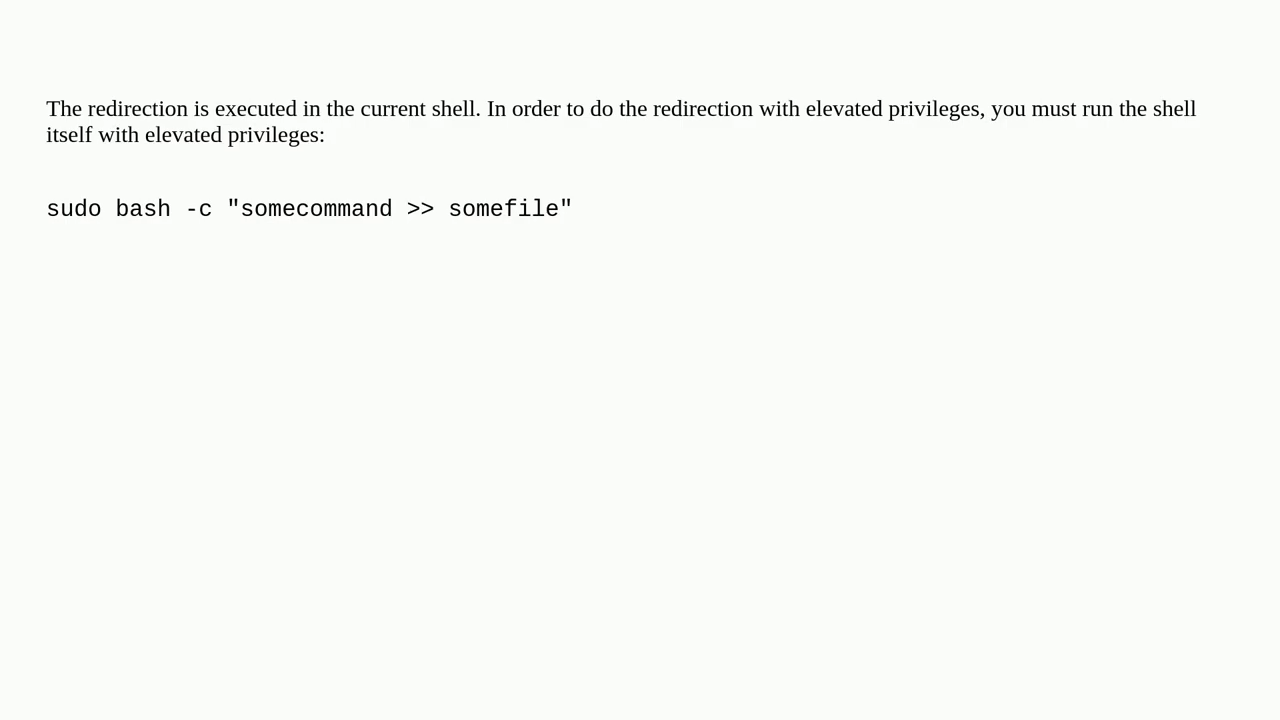 The redirection is executed in the current shell. In order to do the redirection with elevated privileges, you must run the shell
itself with elevated privileges:
sudo bash -c "somecommand >> somefile"